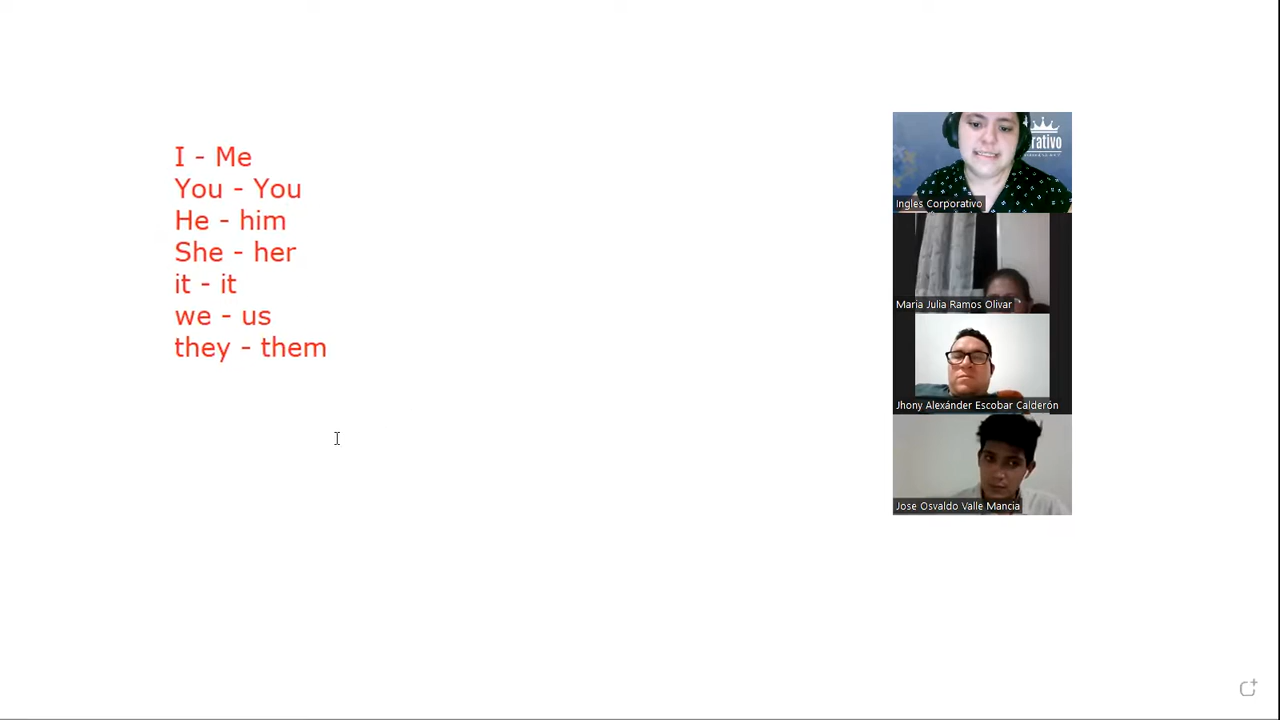 I - Me
You - You
He - him
She - her
it - it
we - us
they - them
rativo
Ingles Corporativo
Maria Julia Ramos Olivar
Jhony Alexánder Escobar Calderón
Jose Osvaldo Valle Mancia